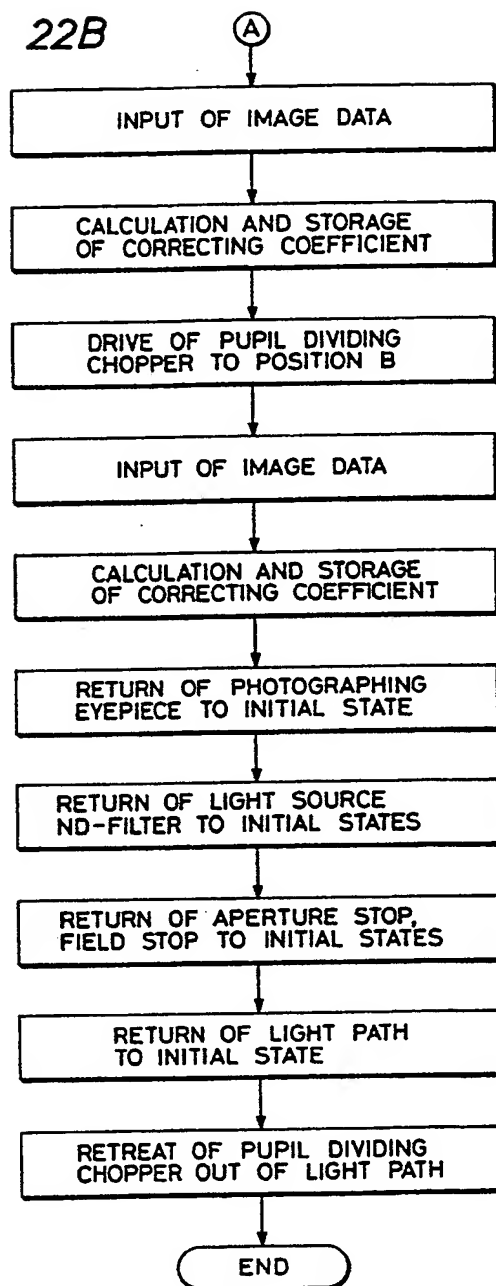 22B
A
INPUT OF IMAGE DATA
CALCULATION AND STORAGE
OF CORRECTING COEFFICIENT
DRIVE OF PUPIL DIVIDING
CHOPPER TO POSITION B
INPUT OF IMAGE DATA
CALCULATION AND STORAGE
OF CORRECTING COEFFICIENT
RETURN OF PHOTOGRAPHING
EYEPIECE TO INITIAL STATE
RETURN OF LIGHT SOURCE
ND-FILTER TO INITIAL STATES
RETURN OF APERTURE STOP,
FIELD STOP TO INITIAL STATES
RETURN OF LIGHT PATH
TO INITIAL STATE
RETREAT OF PUPIL DIVIDING
CHOPPER OUT OF LIGHT PATH
END